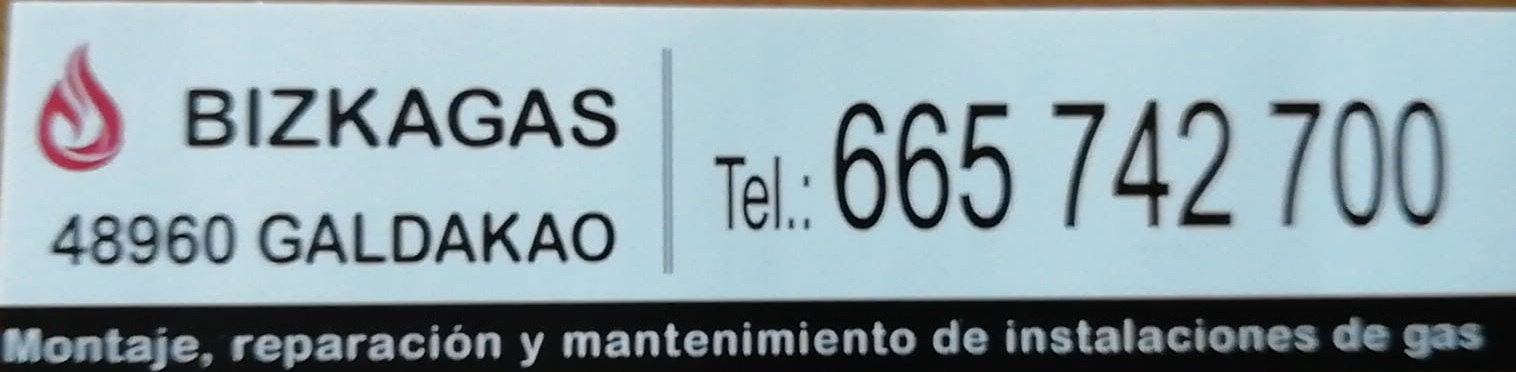 BIZKAGAS
48960 GALDAKAO
Tel.: 665 742 700
Montaje, reparación y mantenimiento de instalaciones de gas